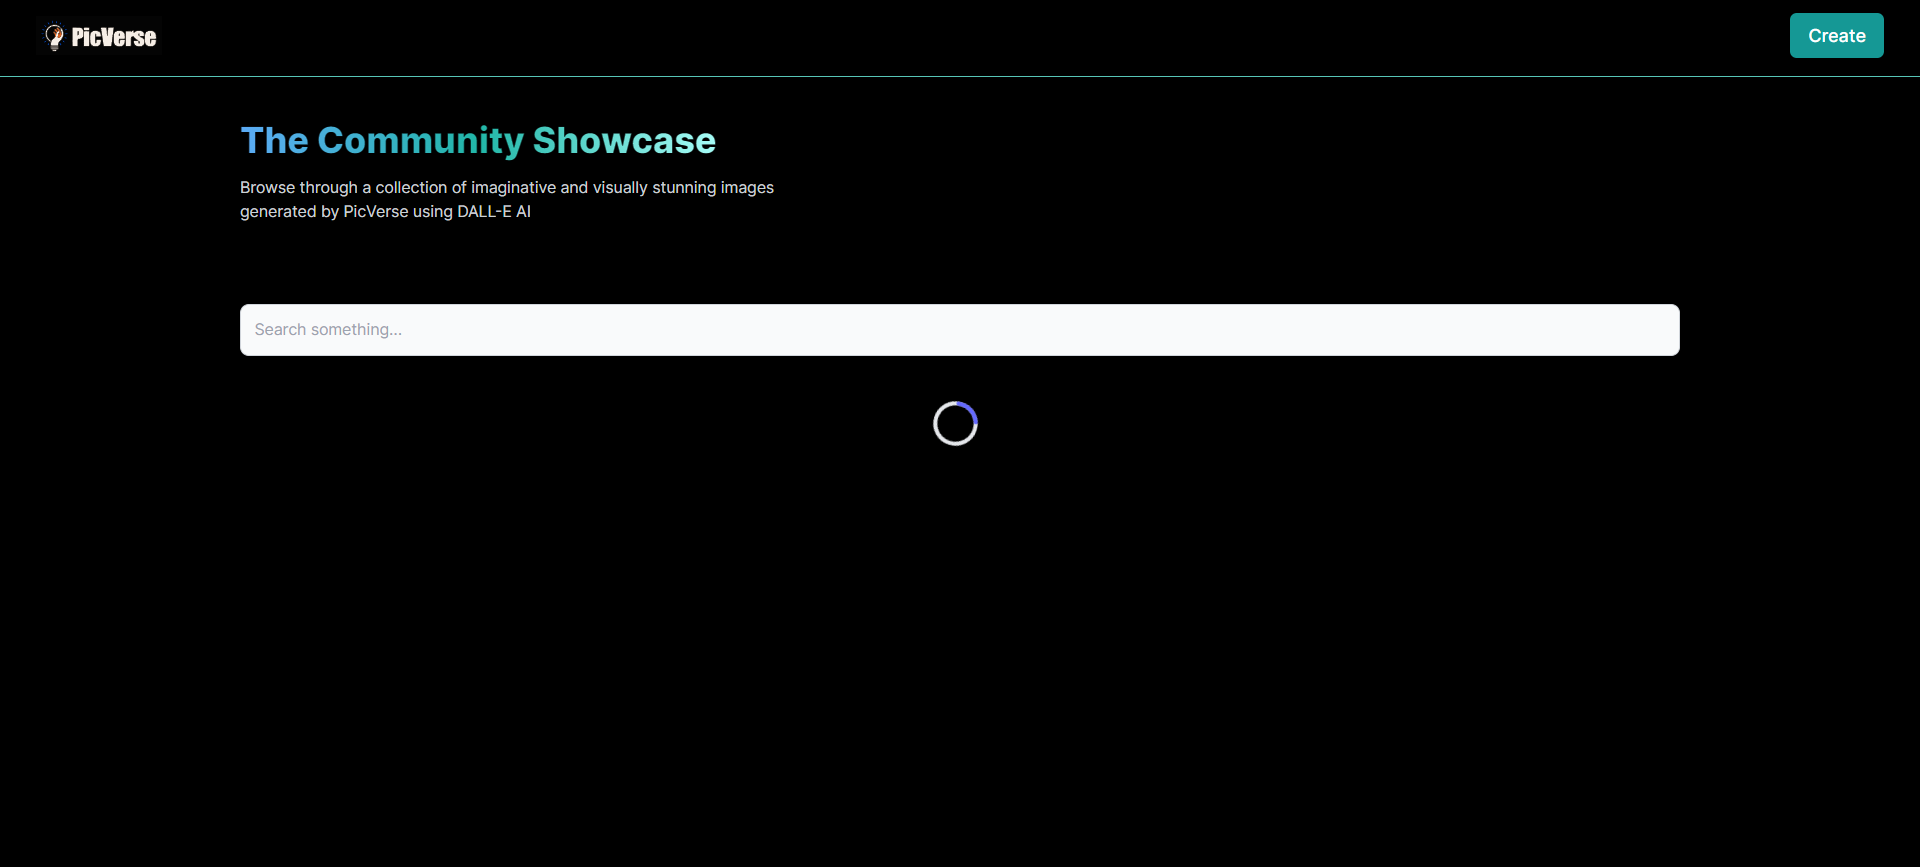 PicVerse
Create
The Community Showcase
Browse through a collection of imaginative and visually stunning images
generated by PicVerse using DALL-E AI
Search something...